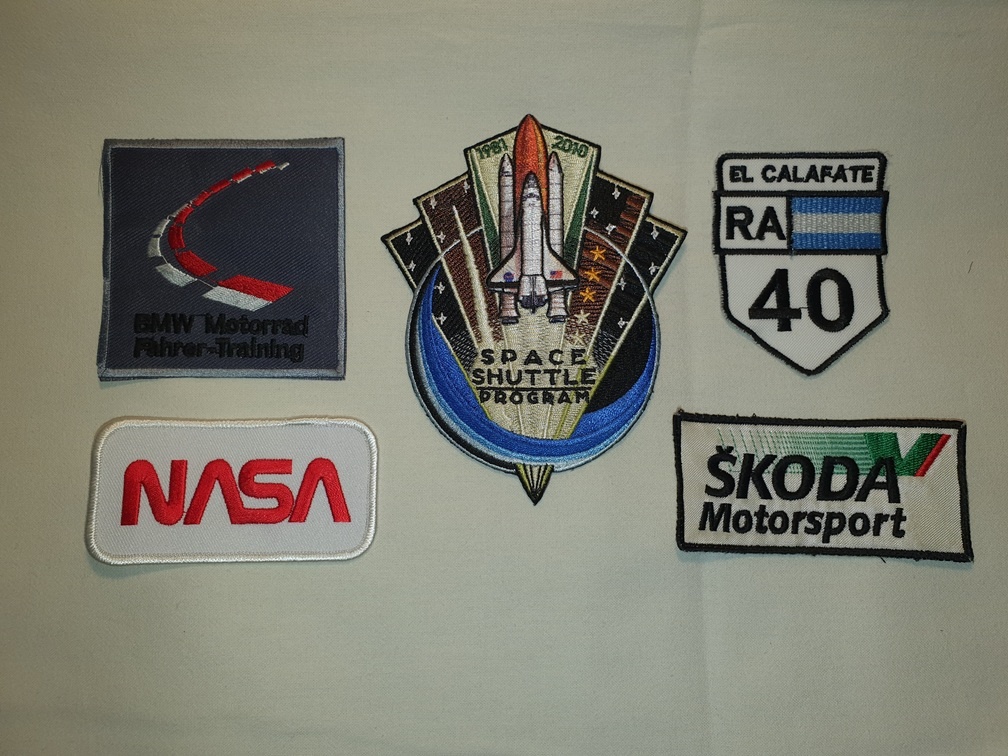 BMW Motorrad
Fahrer-Training
NASA
1981 2010
SPACE
SHUTTLE
PROGRAM
EL CALAFATE
RA
40
ŠKODA
Motorsport